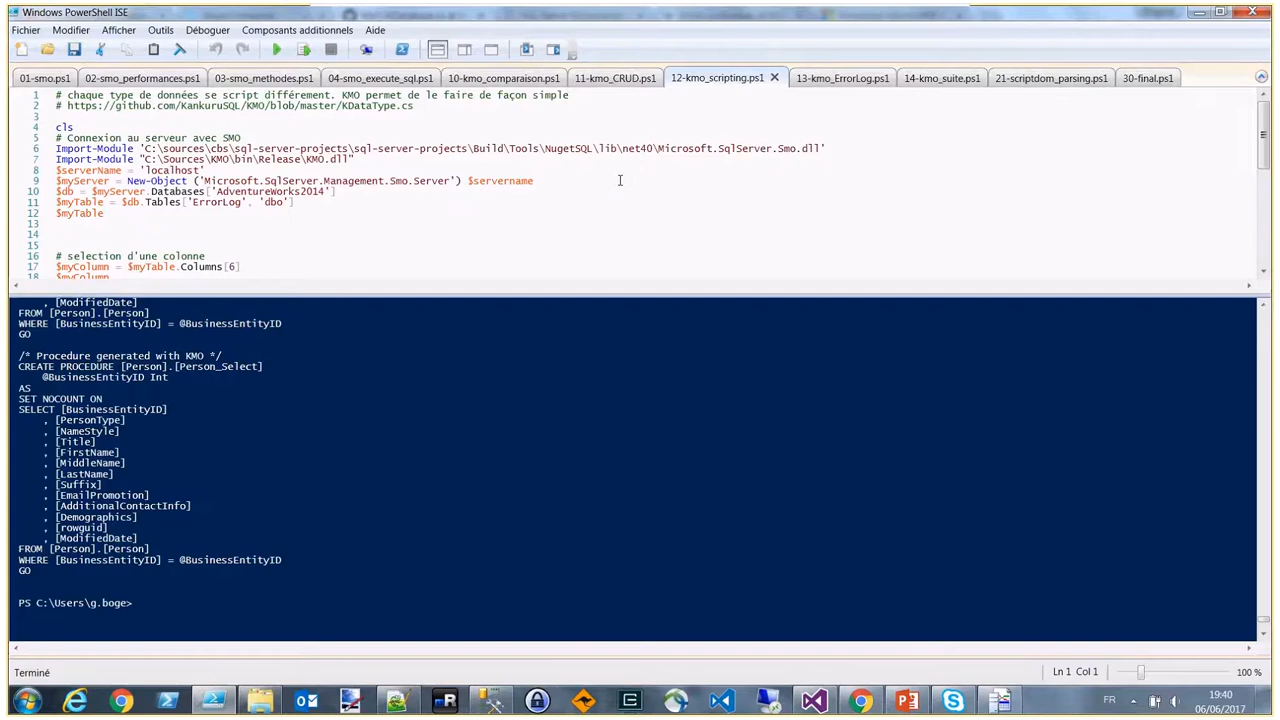 Windows PowerShell ISE
Fichier Modifier Afficher Outils Déboguer Composants additionnels Aide
01-smo.ps1 02-smo_performances.ps1 03-smo_methodes.ps1 04-smo_execute_sql.ps1 10-kmo_comparaison.ps1 11-kmo_CRUD.ps1 12-kmo_scripting.ps1 13-kmo_ErrorLog.ps1 14-kmo_suite.ps1 21-scriptdom_parsing.ps1 30-final.ps1
1 # chaque type de données se script différement. KMO permet de le faire de façon simple
2 # https://github.com/KankuruSQL/KMO/blob/master/KDataType.cs
3
4 cls
5 # Connexion au serveur avec SMO
6 Import-Module 'C:\sources\cbs\sql-server-projects\sql-server-projects\Build\Tools\NugetSQL\lib\net40\Microsoft.SqlServer.Smo.dll'
7 Import-Module "C:\Sources\KMO\bin\Release\KMO.dll"
8 $serverName = 'localhost'
9 $myServer = New-Object ('Microsoft.SqlServer.Management.Smo.Server') $servername
10 $db = $myServer.Databases['AdventureWorks2014']
11 $myTable = $db.Tables['ErrorLog', 'dbo']
12 $myTable
13
14
15
16 # selection d'une colonne
17 $myColumn = $myTable.Columns[6]
18 $myColumn
, [ModifiedDate]
FROM [Person].[Person]
WHERE [BusinessEntityID] = @BusinessEntityID
GO
/* Procedure generated with KMO */
CREATE PROCEDURE [Person].[Person_Select]
@BusinessEntityID Int
AS
SET NOCOUNT ON
SELECT [BusinessEntityID]
, [PersonType]
, [NameStyle]
, [Title]
, [FirstName]
, [MiddleName]
, [LastName]
, [Suffix]
, [EmailPromotion]
, [AdditionalContactInfo]
, [Demographics]
, [rowguid]
, [ModifiedDate]
FROM [Person].[Person]
WHERE [BusinessEntityID] = @BusinessEntityID
GO
PS C:\Users\g.boge>
Terminé Ln 1 Col 1 100 %
FR 19:40
06/06/2017